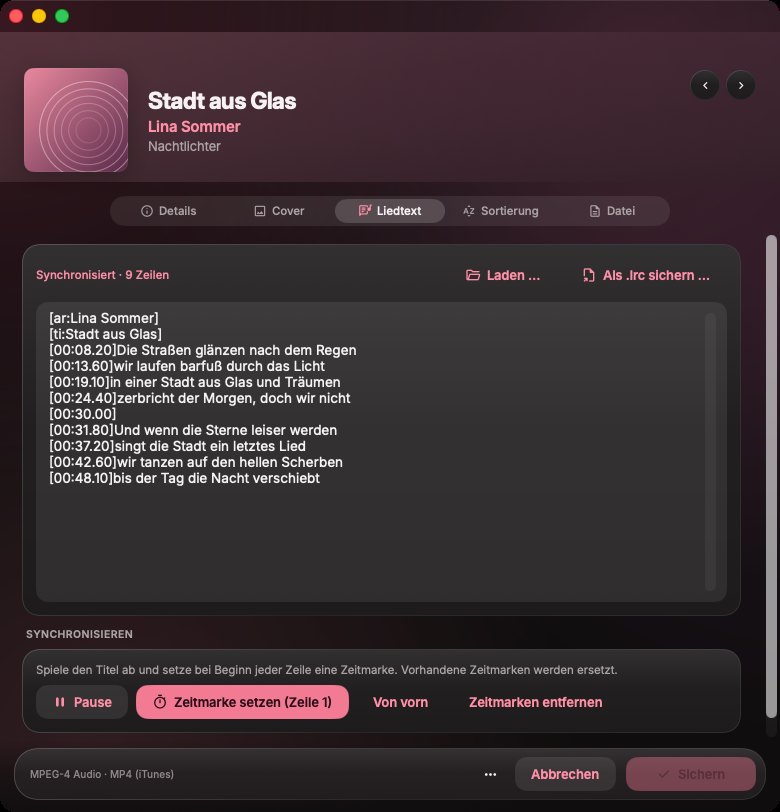 Stadt aus Glas
Lina Sommer
Nachtlichter
Details
Cover
Liedtext
Sortierung
Datei
Synchronisiert · 9 Zeilen
Laden ...
Als .lrc sichern ...
[ar:Lina Sommer]
[ti:Stadt aus Glas]
[00:08.20]Die Straßen glänzen nach dem Regen
[00:13.60]wir laufen barfuß durch das Licht
[00:19.10]in einer Stadt aus Glas und Träumen
[00:24.40]zerbricht der Morgen, doch wir nicht
[00:30.00]
[00:31.80]Und wenn die Sterne leiser werden
[00:37.20]singt die Stadt ein letztes Lied
[00:42.60]wir tanzen auf den hellen Scherben
[00:48.10]bis der Tag die Nacht verschiebt
SYNCHRONISIEREN
Spiele den Titel ab und setze bei Beginn jeder Zeile eine Zeitmarke. Vorhandene Zeitmarken werden ersetzt.
Pause
Zeitmarke setzen (Zeile 1)
Von vorn
Zeitmarken entfernen
MPEG-4 Audio · MP4 (iTunes)
Abbrechen
Sichern